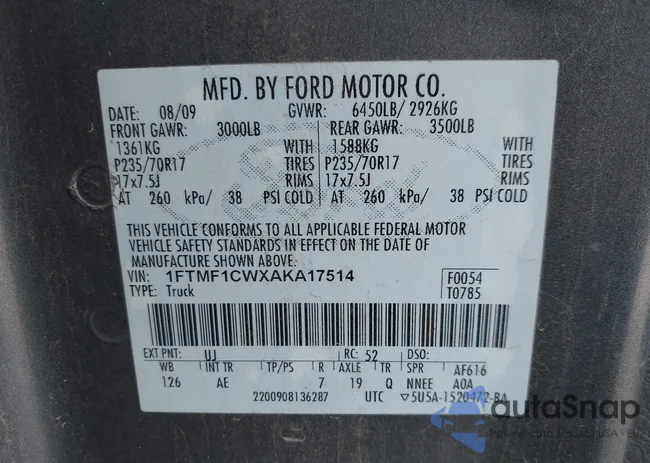 MFD. BY FORD MOTOR CO.
DATE: 08/09 GVWR: 6450LB/ 2926KG
FRONT GAWR: 3000LB REAR GAWR: 3500LB
1361KG WITH 1588KG WITH
P235/70R17 TIRES P235/70R17 TIRES
17x7.5J RIMS 17x7.5J RIMS
AT 260 kPa/ 38 PSI COLD AT 260 kPa/ 38 PSI COLD
THIS VEHICLE CONFORMS TO ALL APPLICABLE FEDERAL MOTOR
VEHICLE SAFETY STANDARDS IN EFFECT ON THE DATE OF
MANUFACTURE SHOWN ABOVE.
VIN: 1FTMF1CWXAKA17514 F0054
TYPE: Truck T0785
EXT PNT: UJ RC: 52 DSO:
WB INT TR TP/PS R AXLE TR SPR AF616
126 AE 7 19 Q NNEE A0A
2200908136287 UTC ▽5U5A-1520472-BA
autoSnap